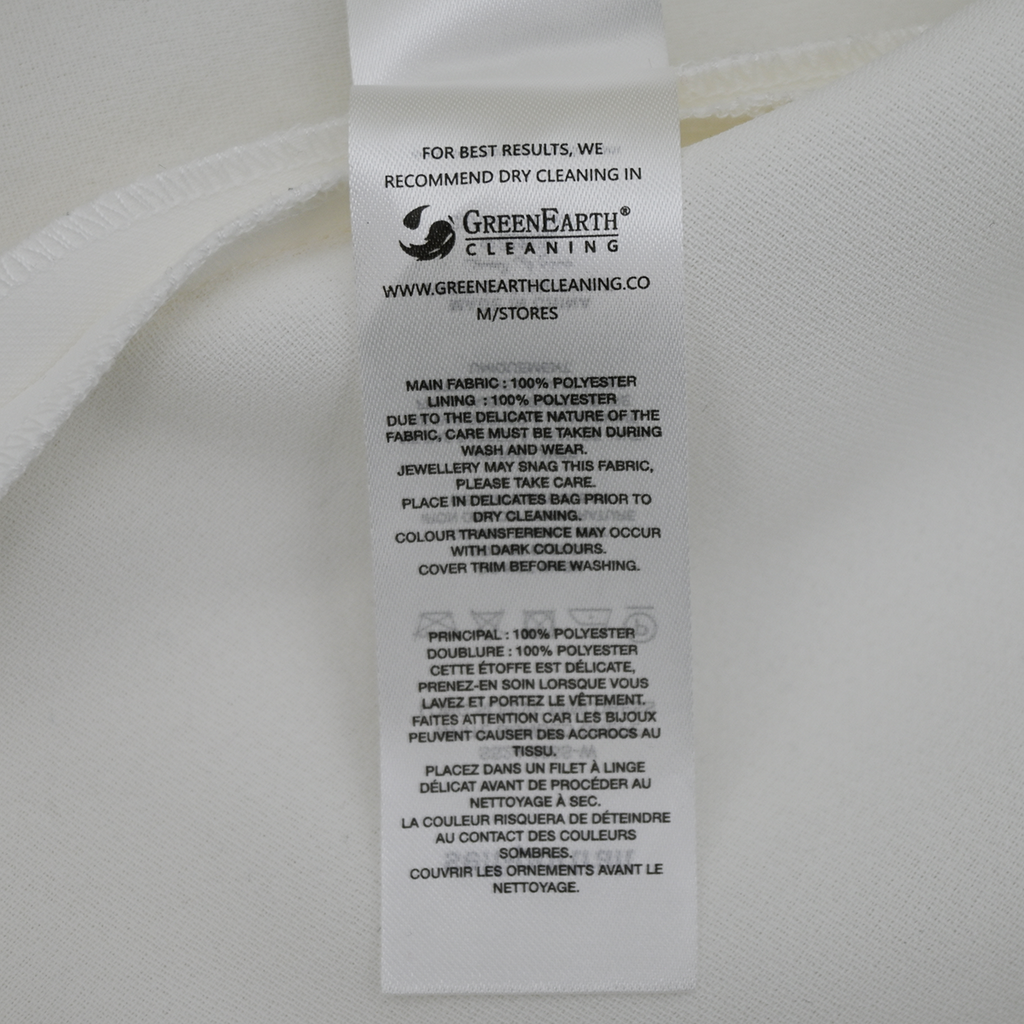 FOR BEST RESULTS, WE
RECOMMEND DRY CLEANING IN
GREENEARTH®
CLEANING
WWW.GREENEARTHCLEANING.CO
M/STORES
MAIN FABRIC : 100% POLYESTER
LINING : 100% POLYESTER
DUE TO THE DELICATE NATURE OF THE
FABRIC, CARE MUST BE TAKEN DURING
WASH AND WEAR.
JEWELLERY MAY SNAG THIS FABRIC,
PLEASE TAKE CARE.
PLACE IN DELICATES BAG PRIOR TO
DRY CLEANING.
COLOUR TRANSFERENCE MAY OCCUR
WITH DARK COLOURS.
COVER TRIM BEFORE WASHING.
PRINCIPAL : 100% POLYESTER
DOUBLURE : 100% POLYESTER
CETTE ÉTOFFE EST DÉLICATE,
PRENEZ-EN SOIN LORSQUE VOUS
LAVEZ ET PORTEZ LE VÊTEMENT.
FAITES ATTENTION CAR LES BIJOUX
PEUVENT CAUSER DES ACCROCS AU
TISSU.
PLACEZ DANS UN FILET À LINGE
DÉLICAT AVANT DE PROCÉDER AU
NETTOYAGE À SEC.
LA COULEUR RISQUERA DE DÉTEINDRE
AU CONTACT DES COULEURS
SOMBRES.
COUVRIR LES ORNEMENTS AVANT LE
NETTOYAGE.